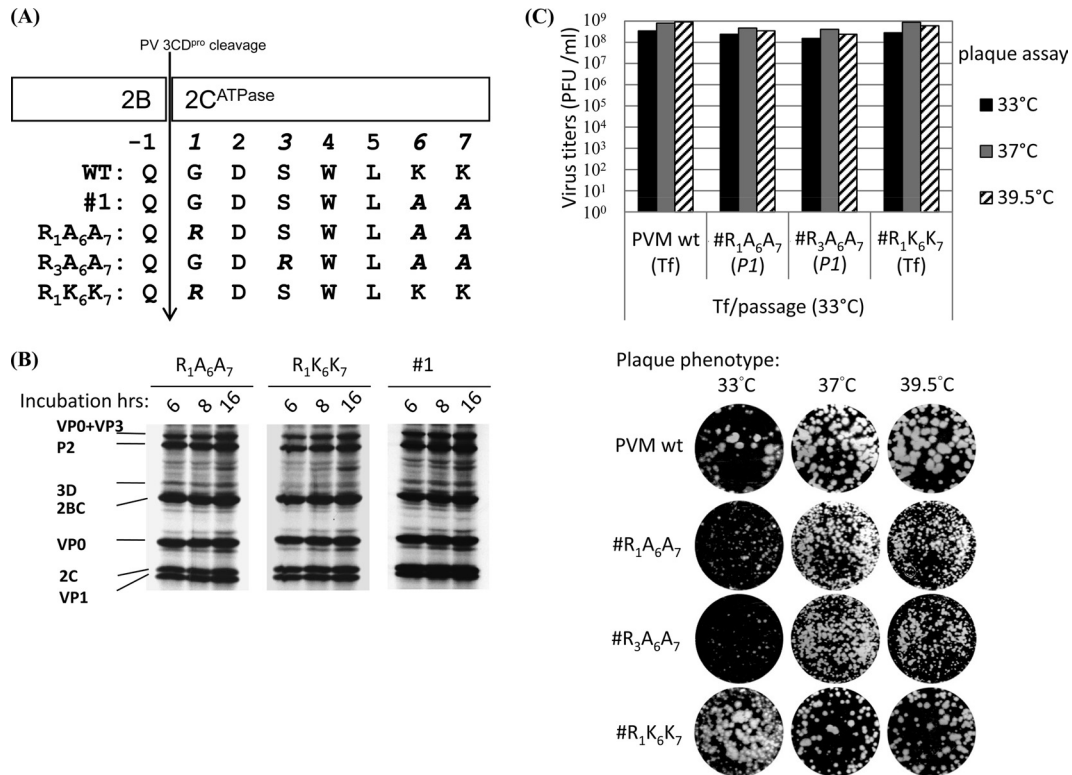 (A)
PV 3CDpro cleavage
2B 2CATPase
-1 1 2 3 4 5 6 7
WT: Q G D S W L K K
#1: Q G D S W L A A
R1A6A7: Q R D S W L A A
R3A6A7: Q G D R W L A A
R1K6K7: Q R D S W L K K
(B)
R1A6A7 R1K6K7 #1
Incubation hrs: 6 8 16 6 8 16 6 8 16
VP0+VP3
P2
3D
2BC
VP0
2C
VP1
(C)
Virus titers (PFU /ml)
10⁹
10⁸
10⁷
10⁶
10⁵
10⁴
10³
10²
10¹
10⁰
PVM wt #R1A6A7 #R3A6A7 #R1K6K7
(Tf) (P1) (P1) (Tf)
Tf/passage (33°C)
plaque assay
33°C
37°C
39.5°C
Plaque phenotype:
33°C 37°C 39.5°C
PVM wt
#R1A6A7
#R3A6A7
#R1K6K7